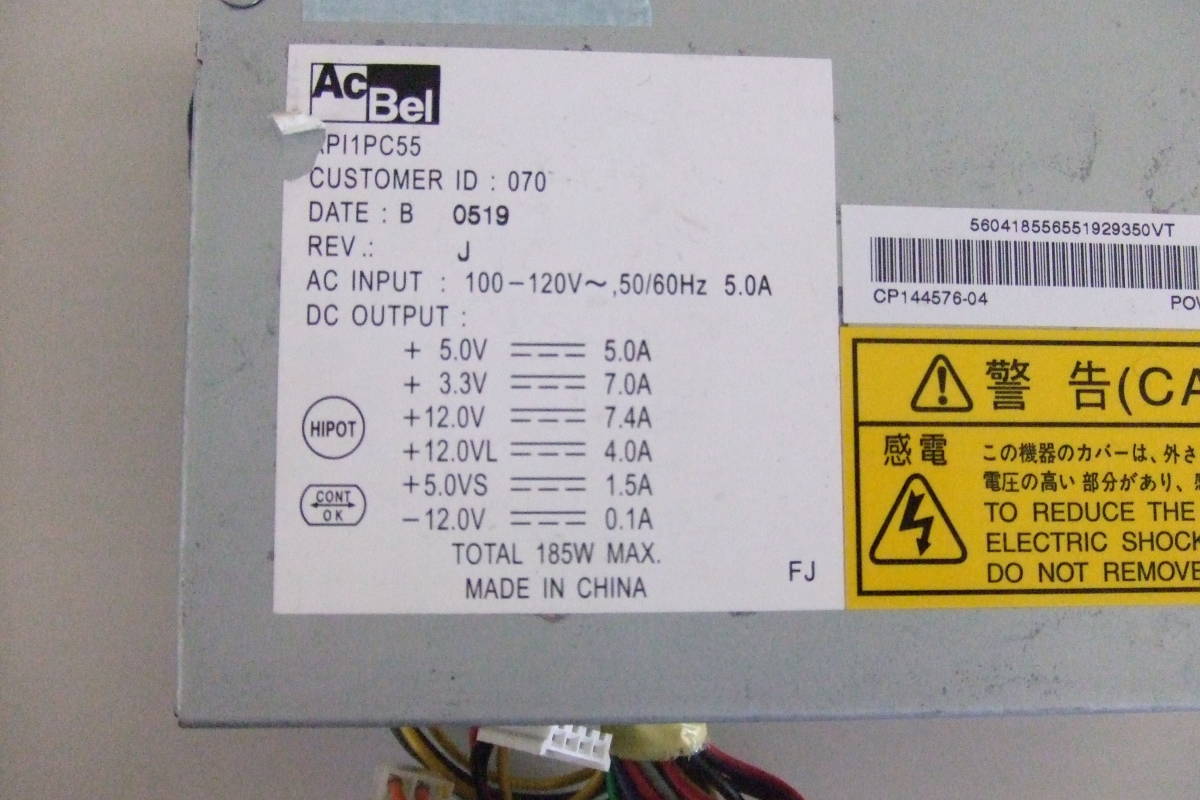 AcBel
API1PC55
CUSTOMER ID : 070
DATE : B 0519
REV.: J
AC INPUT : 100-120V～,50/60Hz 5.0A
DC OUTPUT :
+ 5.0V 5.0A
+ 3.3V 7.0A
+12.0V 7.4A
+12.0VL 4.0A
+5.0VS 1.5A
-12.0V 0.1A
HIPOT
CONT
OK
TOTAL 185W MAX.
MADE IN CHINA
FJ
560418556551929350VT
CP144576-04
POW
警 告(CA
感電
この機器のカバーは、外さ
電圧の高い部分があり、感
TO REDUCE THE
ELECTRIC SHOCK
DO NOT REMOVE